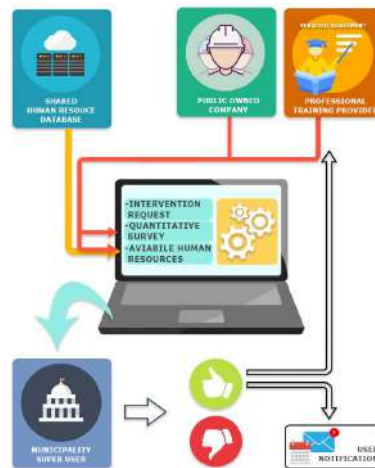 SHARED
HUMAN RESOUCE
DATABASE
PUBLIC OWNED
COMPANY
PROFESSIONAL
TRAINING PROVIDER
-INTERVENTION
REQUEST
-QUANTITATIVE
SURVEY
-AVIABILE HUMAN
RESOURCES
MUNICIPALITY
SUPER USER
USER
NOTIFICATION